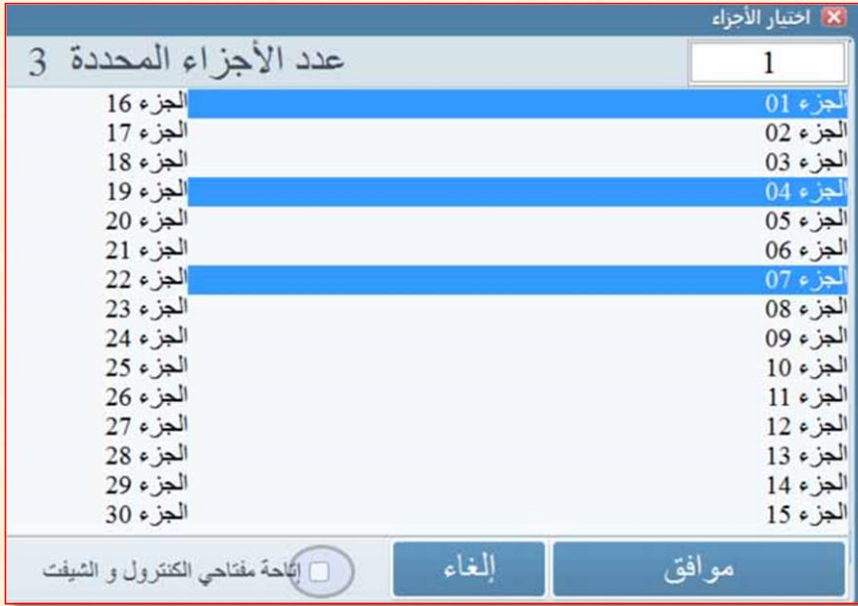 اختيار الأجزاء
1
عدد الأجزاء المحددة 3
الجزء 01
الجزء 02
الجزء 03
الجزء 04
الجزء 05
الجزء 06
الجزء 07
الجزء 08
الجزء 09
الجزء 10
الجزء 11
الجزء 12
الجزء 13
الجزء 14
الجزء 15
الجزء 16
الجزء 17
الجزء 18
الجزء 19
الجزء 20
الجزء 21
الجزء 22
الجزء 23
الجزء 24
الجزء 25
الجزء 26
الجزء 27
الجزء 28
الجزء 29
الجزء 30
موافق
إلغاء
إتاحة مفتاحي الكنترول و الشيفت